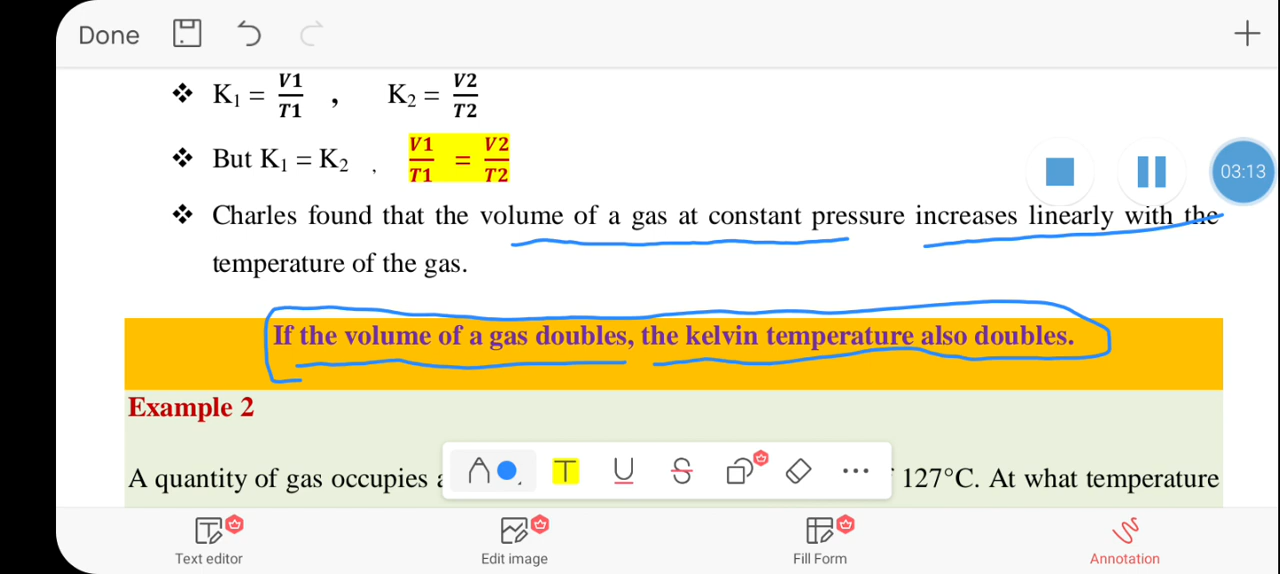 Done
❖ K₁ = V1/T1 , K₂ = V2/T2
❖ But K₁ = K₂ , V1/T1 = V2/T2
03:13
❖ Charles found that the volume of a gas at constant pressure increases linearly with the
temperature of the gas.
If the volume of a gas doubles, the kelvin temperature also doubles.
Example 2
A quantity of gas occupies 127°C. At what temperature
T U S
Text editor Edit image Fill Form Annotation